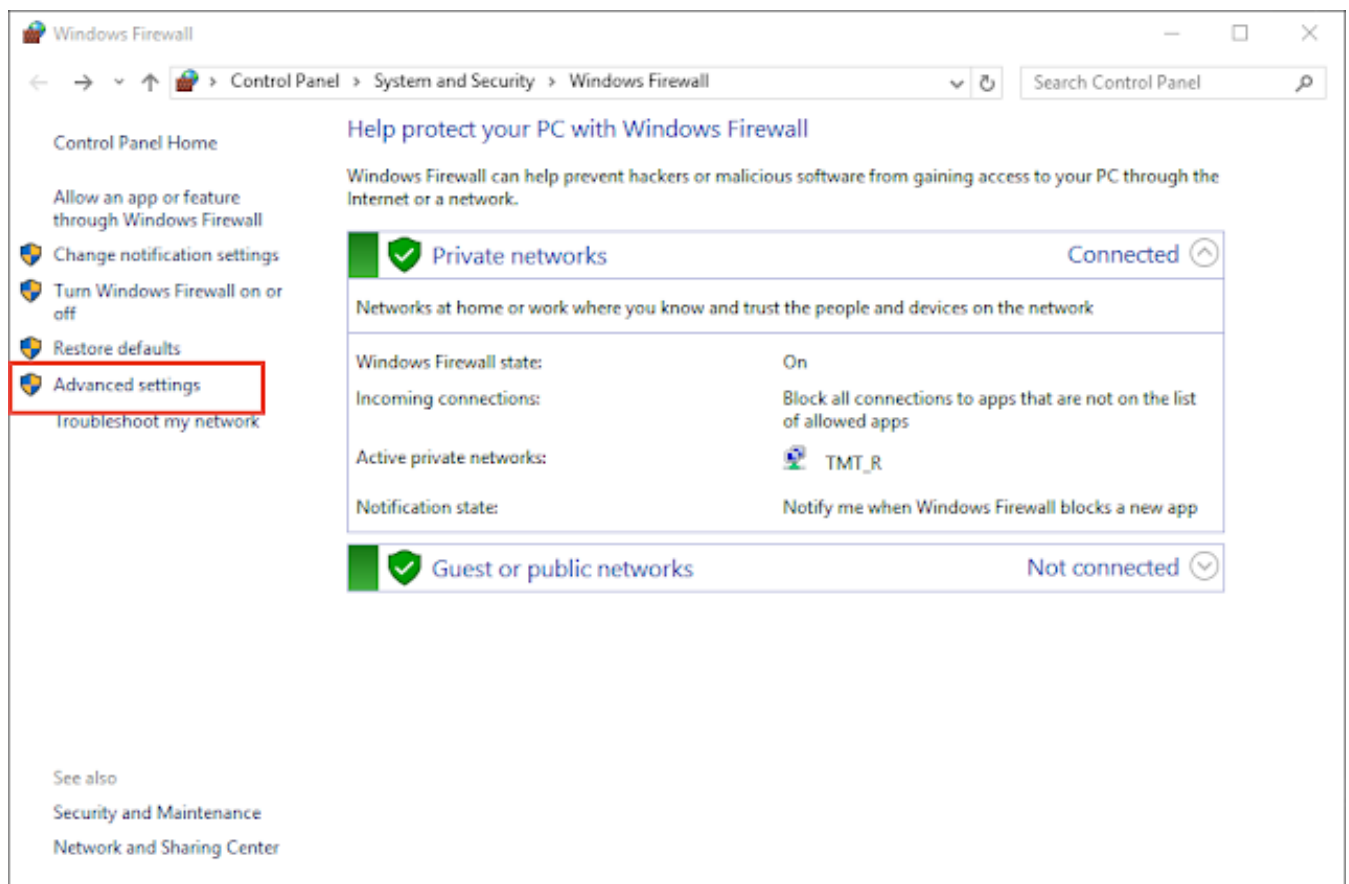 Windows Firewall
Control Panel > System and Security > Windows Firewall
Search Control Panel
Control Panel Home
Allow an app or feature
through Windows Firewall
Change notification settings
Turn Windows Firewall on or
off
Restore defaults
Advanced settings
Troubleshoot my network
See also
Security and Maintenance
Network and Sharing Center
Help protect your PC with Windows Firewall
Windows Firewall can help prevent hackers or malicious software from gaining access to your PC through the
Internet or a network.
Private networks Connected
Networks at home or work where you know and trust the people and devices on the network
Windows Firewall state: On
Incoming connections: Block all connections to apps that are not on the list
of allowed apps
Active private networks: TMT_R
Notification state: Notify me when Windows Firewall blocks a new app
Guest or public networks Not connected